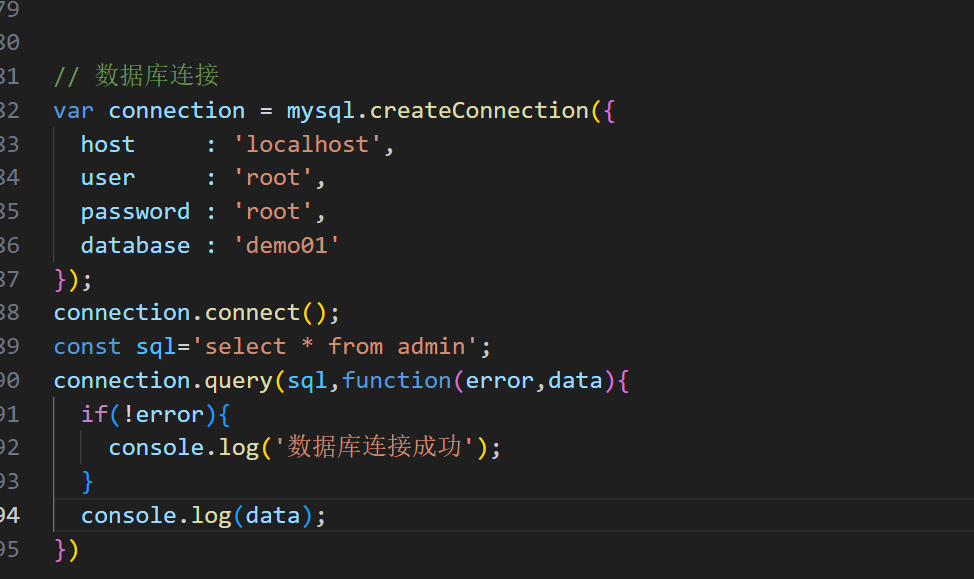 79
80
81 // 数据库连接
82 var connection = mysql.createConnection({
83 host     : 'localhost',
84 user     : 'root',
85 password : 'root',
86 database : 'demo01'
87 });
88 connection.connect();
89 const sql='select * from admin';
90 connection.query(sql,function(error,data){
91 if(!error){
92 console.log('数据库连接成功');
93 }
94 console.log(data);
95 })